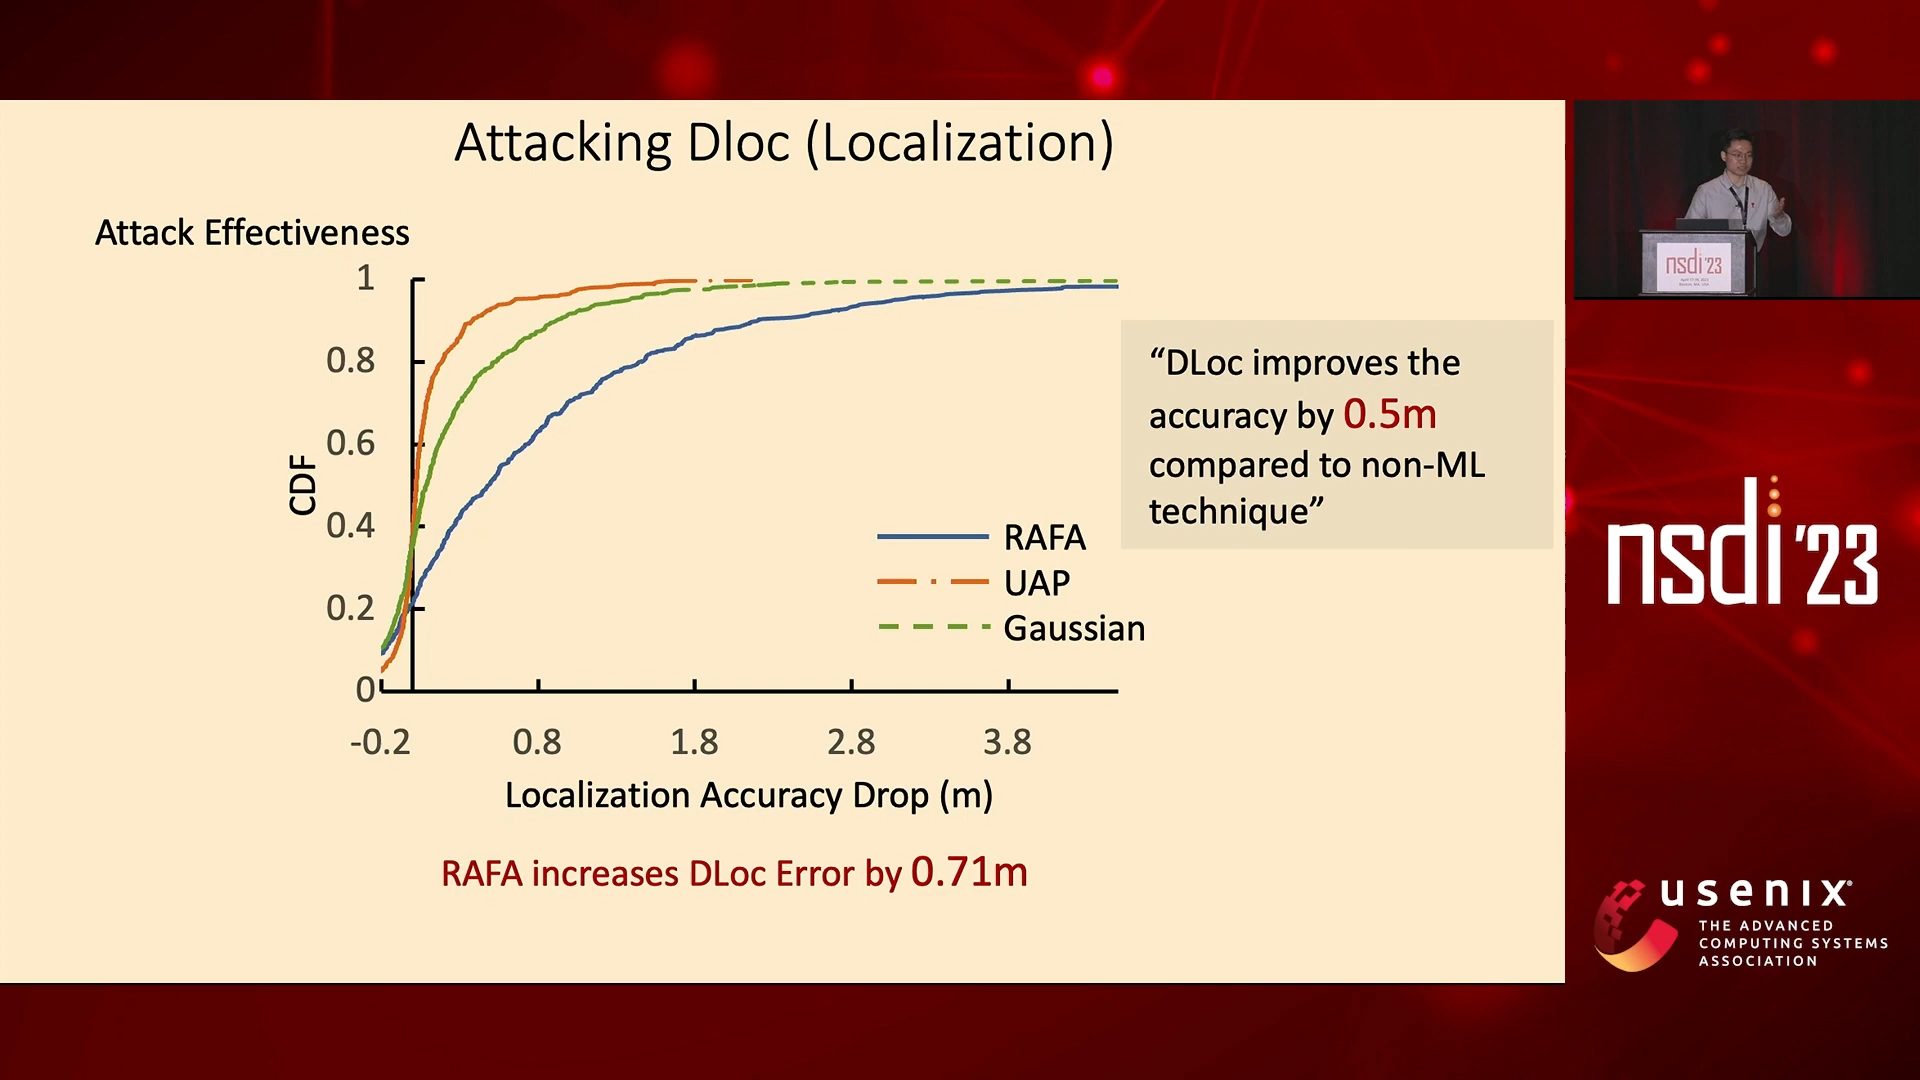 Attacking Dloc (Localization)
Attack Effectiveness
1
0.8
0.6
0.4
0.2
0
CDF
-0.2
0.8
1.8
2.8
3.8
Localization Accuracy Drop (m)
RAFA
UAP
Gaussian
“DLoc improves the
accuracy by 0.5m
compared to non-ML
technique”
RAFA increases DLoc Error by 0.71m
nsdi '23
nsdi '23
usenix®
THE ADVANCED
COMPUTING SYSTEMS
ASSOCIATION